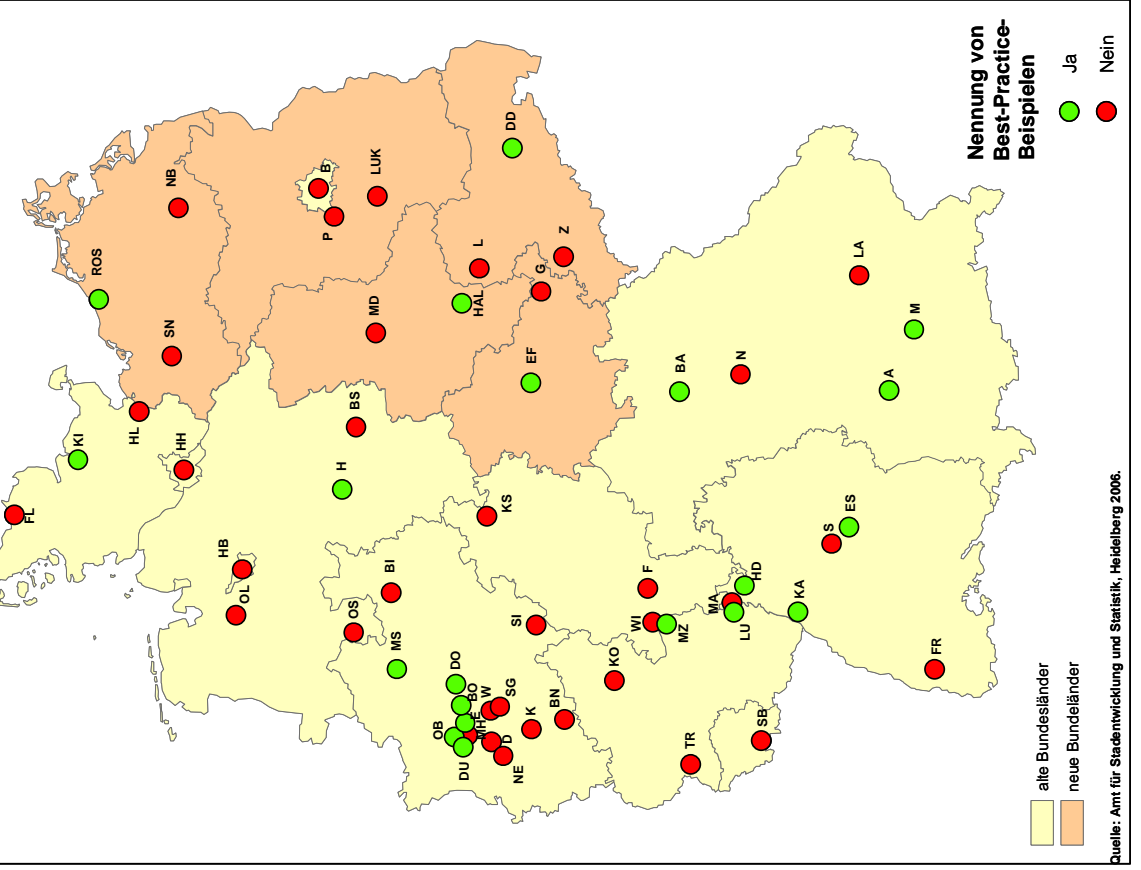 FL
KI
HL
HH
SN
ROS
NB
HB
OL
H
BS
MD
P
B
LUK
OS
BI
MS
DO
BO
E
OB
MH
DU
W
SG
D
NE
K
BN
SI
KS
HAL
L
G
Z
DD
EF
KO
WI
F
MZ
TR
SB
MA
LU
HD
KA
S
ES
FR
BA
N
A
M
LA
Nennung von
Best-Practice-
Beispielen
Ja
Nein
alte Bundesländer
neue Bundeländer
Quelle: Amt für Stadentwicklung und Statistik, Heidelberg 2006.